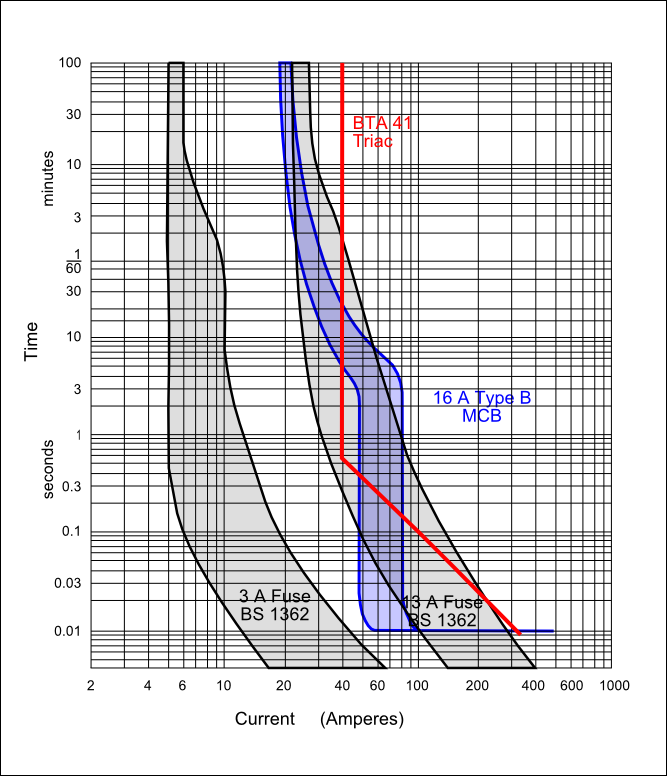 100
30
10
3
1
60
30
10
3
1
0.3
0.1
0.03
0.01
minutes
Time
seconds
BTA 41
Triac
16 A Type B
MCB
3 A Fuse
BS 1362
13 A Fuse
BS 1362
2 4 6 10 20 40 60 100 200 400 600 1000
Current (Amperes)